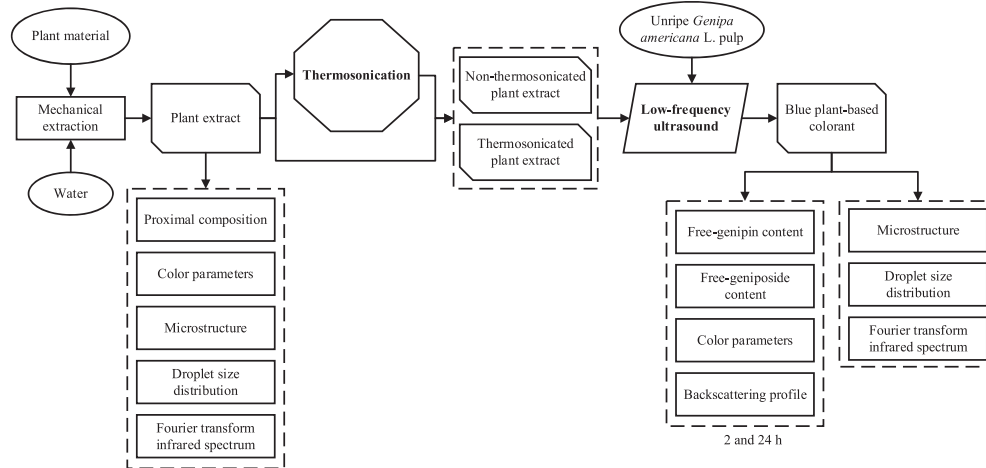 Plant material
Mechanical
extraction
Water
Plant extract
Thermosonication
Non-thermosonicated
plant extract
Thermosonicated
plant extract
Unripe Genipa
americana L. pulp
Low-frequency
ultrasound
Blue plant-based
colorant
Proximal composition
Color parameters
Microstructure
Droplet size
distribution
Fourier transform
infrared spectrum
Free-genipin content
Free-geniposide
content
Color parameters
Backscattering profile
2 and 24 h
Microstructure
Droplet size
distribution
Fourier transform
infrared spectrum